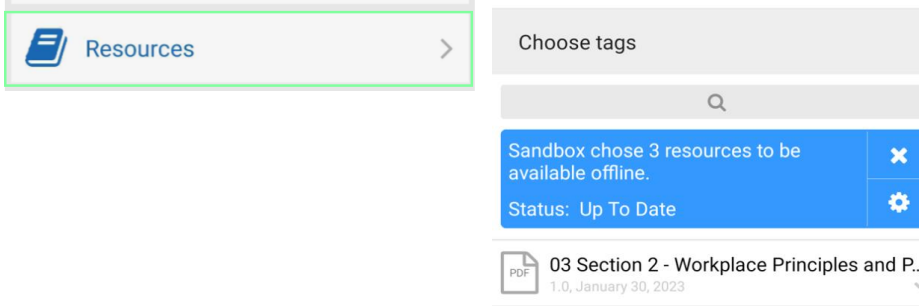 Resources
Choose tags
Sandbox chose 3 resources to be
available offline.
Status: Up To Date
PDF
03 Section 2 - Workplace Principles and P...
1.0, January 30, 2023